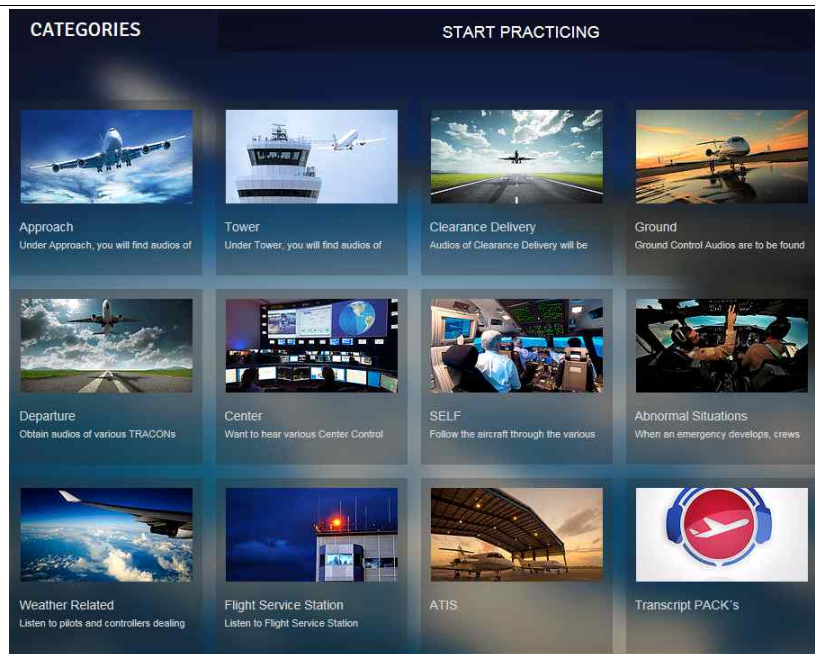 CATEGORIES
START PRACTICING
Approach
Under Approach, you will find audios of
Tower
Under Tower, you will find audios of
Clearance Delivery
Audios of Clearance Delivery will be
Ground
Ground Control Audios are to be found
Departure
Obtain audios of various TRACONs
Center
Want to hear various Center Control
SELF
Follow the aircraft through the various
Abnormal Situations
When an emergency develops, crews
Weather Related
Listen to pilots and controllers dealing
Flight Service Station
Listen to Flight Service Station
ATIS
Transcript PACK´s